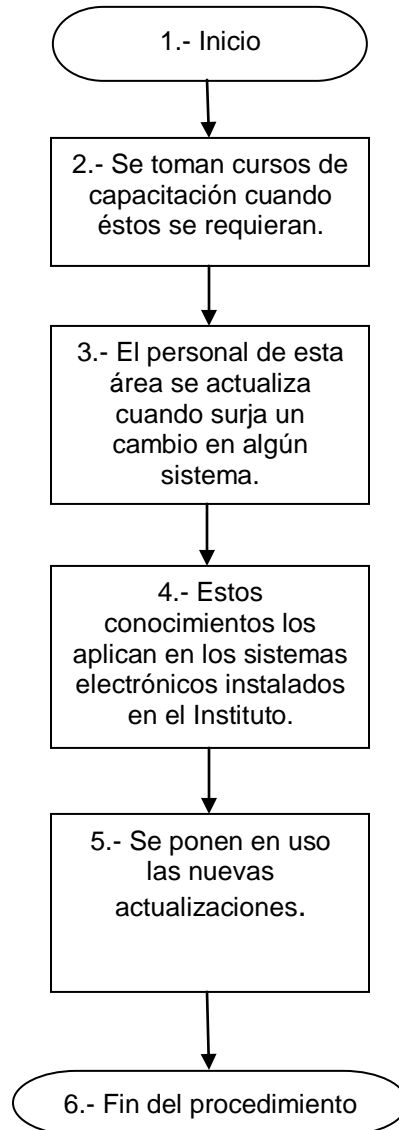 1.- Inicio
2.- Se toman cursos de
capacitación cuando
éstos se requieran.
3.- El personal de esta
área se actualiza
cuando surja un
cambio en algún
sistema.
4.- Estos
conocimientos los
aplican en los sistemas
electrónicos instalados
en el Instituto.
5.- Se ponen en uso
las nuevas
actualizaciones.
6.- Fin del procedimiento